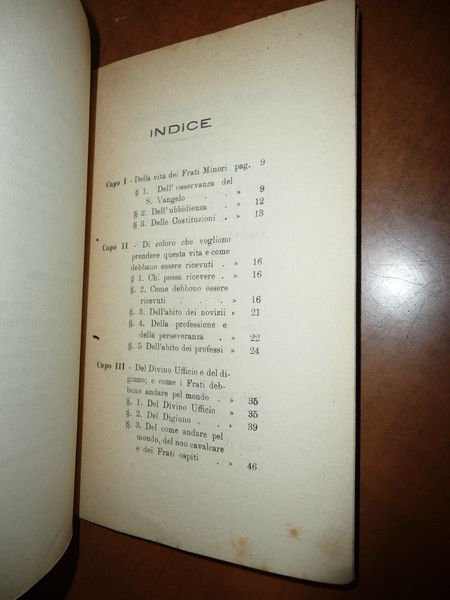 INDICE
Capo I - Della vita dei Frati Minori pag. 9
§ 1. Dell' osservanza del
S. Vangelo . . » 9
§ 2. Dell'ubbidienza . » 12
§ 3. Delle Costituzioni . » 13
Capo II - Di coloro che vogliono
prendere questa vita e come
debbano essere ricevuti . » 16
§ 1. Chi possa ricevere . » 16
§. 2. Come debbono essere
ricevuti . . . » 16
§. 3. Dell'abito dei novizii » 21
§. 4. Della professione e
della perseveranza . » 22
§. 5 Dell'abito dei professi » 24
Capo III - Del Divino Ufficio e del di-
giuno; e come i Frati deb-
bono andare pel mondo . » 35
§. 1. Del Divino Ufficio » 35
§. 2. Del Digiuno . . » 39
§. 3. Del come andare pel
mondo, del non cavalcare
e dei Frati ospiti . » 46